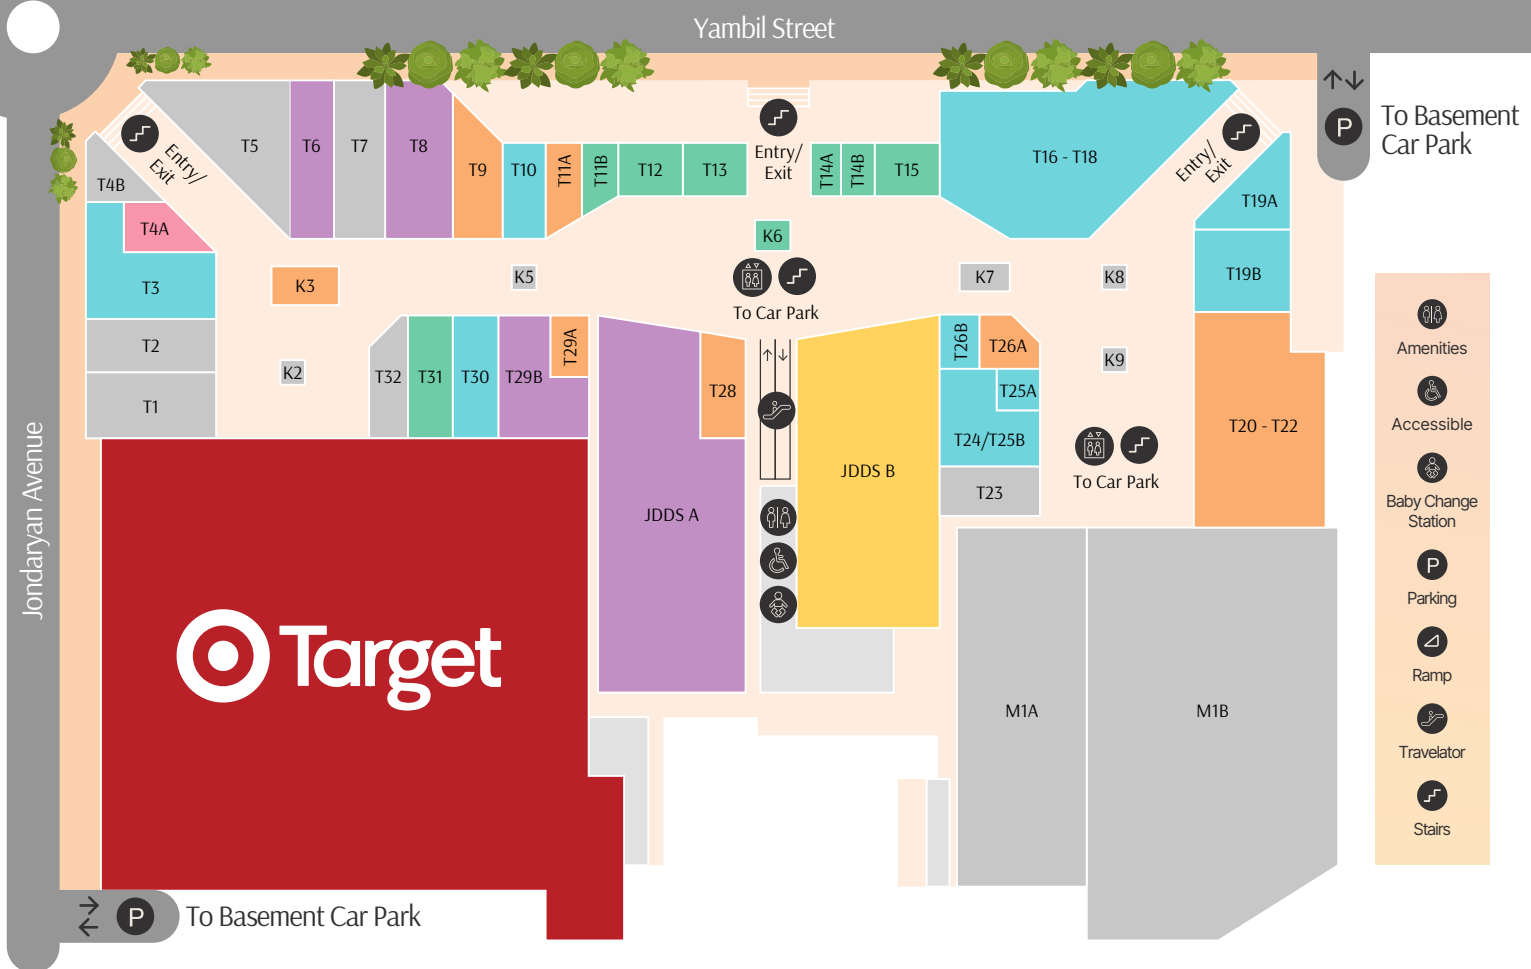 Yambil Street
To Basement
Car Park
P
Entry/
Exit
T5
T6
T7
T8
T9
T10
T11A
T11B
T12
T13
Entry/
Exit
T14A
T14B
T15
T16 - T18
Entry/
Exit
T4B
T4A
T3
T2
T1
T19A
T19B
T20 - T22
K3
K5
K6
K7
K8
K2
K9
To Car Park
T32
T31
T30
T29B
T29A
T28
JDDS A
JDDS B
T26B
T26A
T25A
T24/T25B
T23
To Car Park
M1A
M1B
Target
Jondaryan Avenue
P
To Basement Car Park
Amenities
Accessible
Baby Change
Station
P
Parking
Ramp
Travelator
Stairs